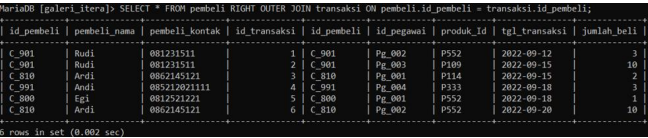 MariaDB [galeri_itera]> SELECT * FROM pembeli RIGHT OUTER JOIN transaksi ON pembeli.id_pembeli = transaksi.id_pembeli;
| id_pembeli | pembeli_nama | pembeli_kontak | id_transaksi | id_pembeli | id_pegawai | produk_Id | tgl_transaksi | jumlah_beli |
| C_901 | Rudi | 081231511 | 1 | C_901 | Pg_002 | P552 | 2022-09-12 | 3 |
| C_901 | Rudi | 081231511 | 2 | C_901 | Pg_003 | P109 | 2022-09-15 | 10 |
| C_810 | Ardi | 0862145121 | 3 | C_810 | Pg_001 | P114 | 2022-09-15 | 2 |
| C_991 | Andi | 085212021111 | 4 | C_991 | Pg_004 | P333 | 2022-09-18 | 3 |
| C_800 | Egi | 0812521221 | 5 | C_800 | Pg_001 | P552 | 2022-09-18 | 1 |
| C_810 | Ardi | 0862145121 | 6 | C_810 | Pg_002 | P552 | 2022-09-20 | 10 |
6 rows in set (0.002 sec)